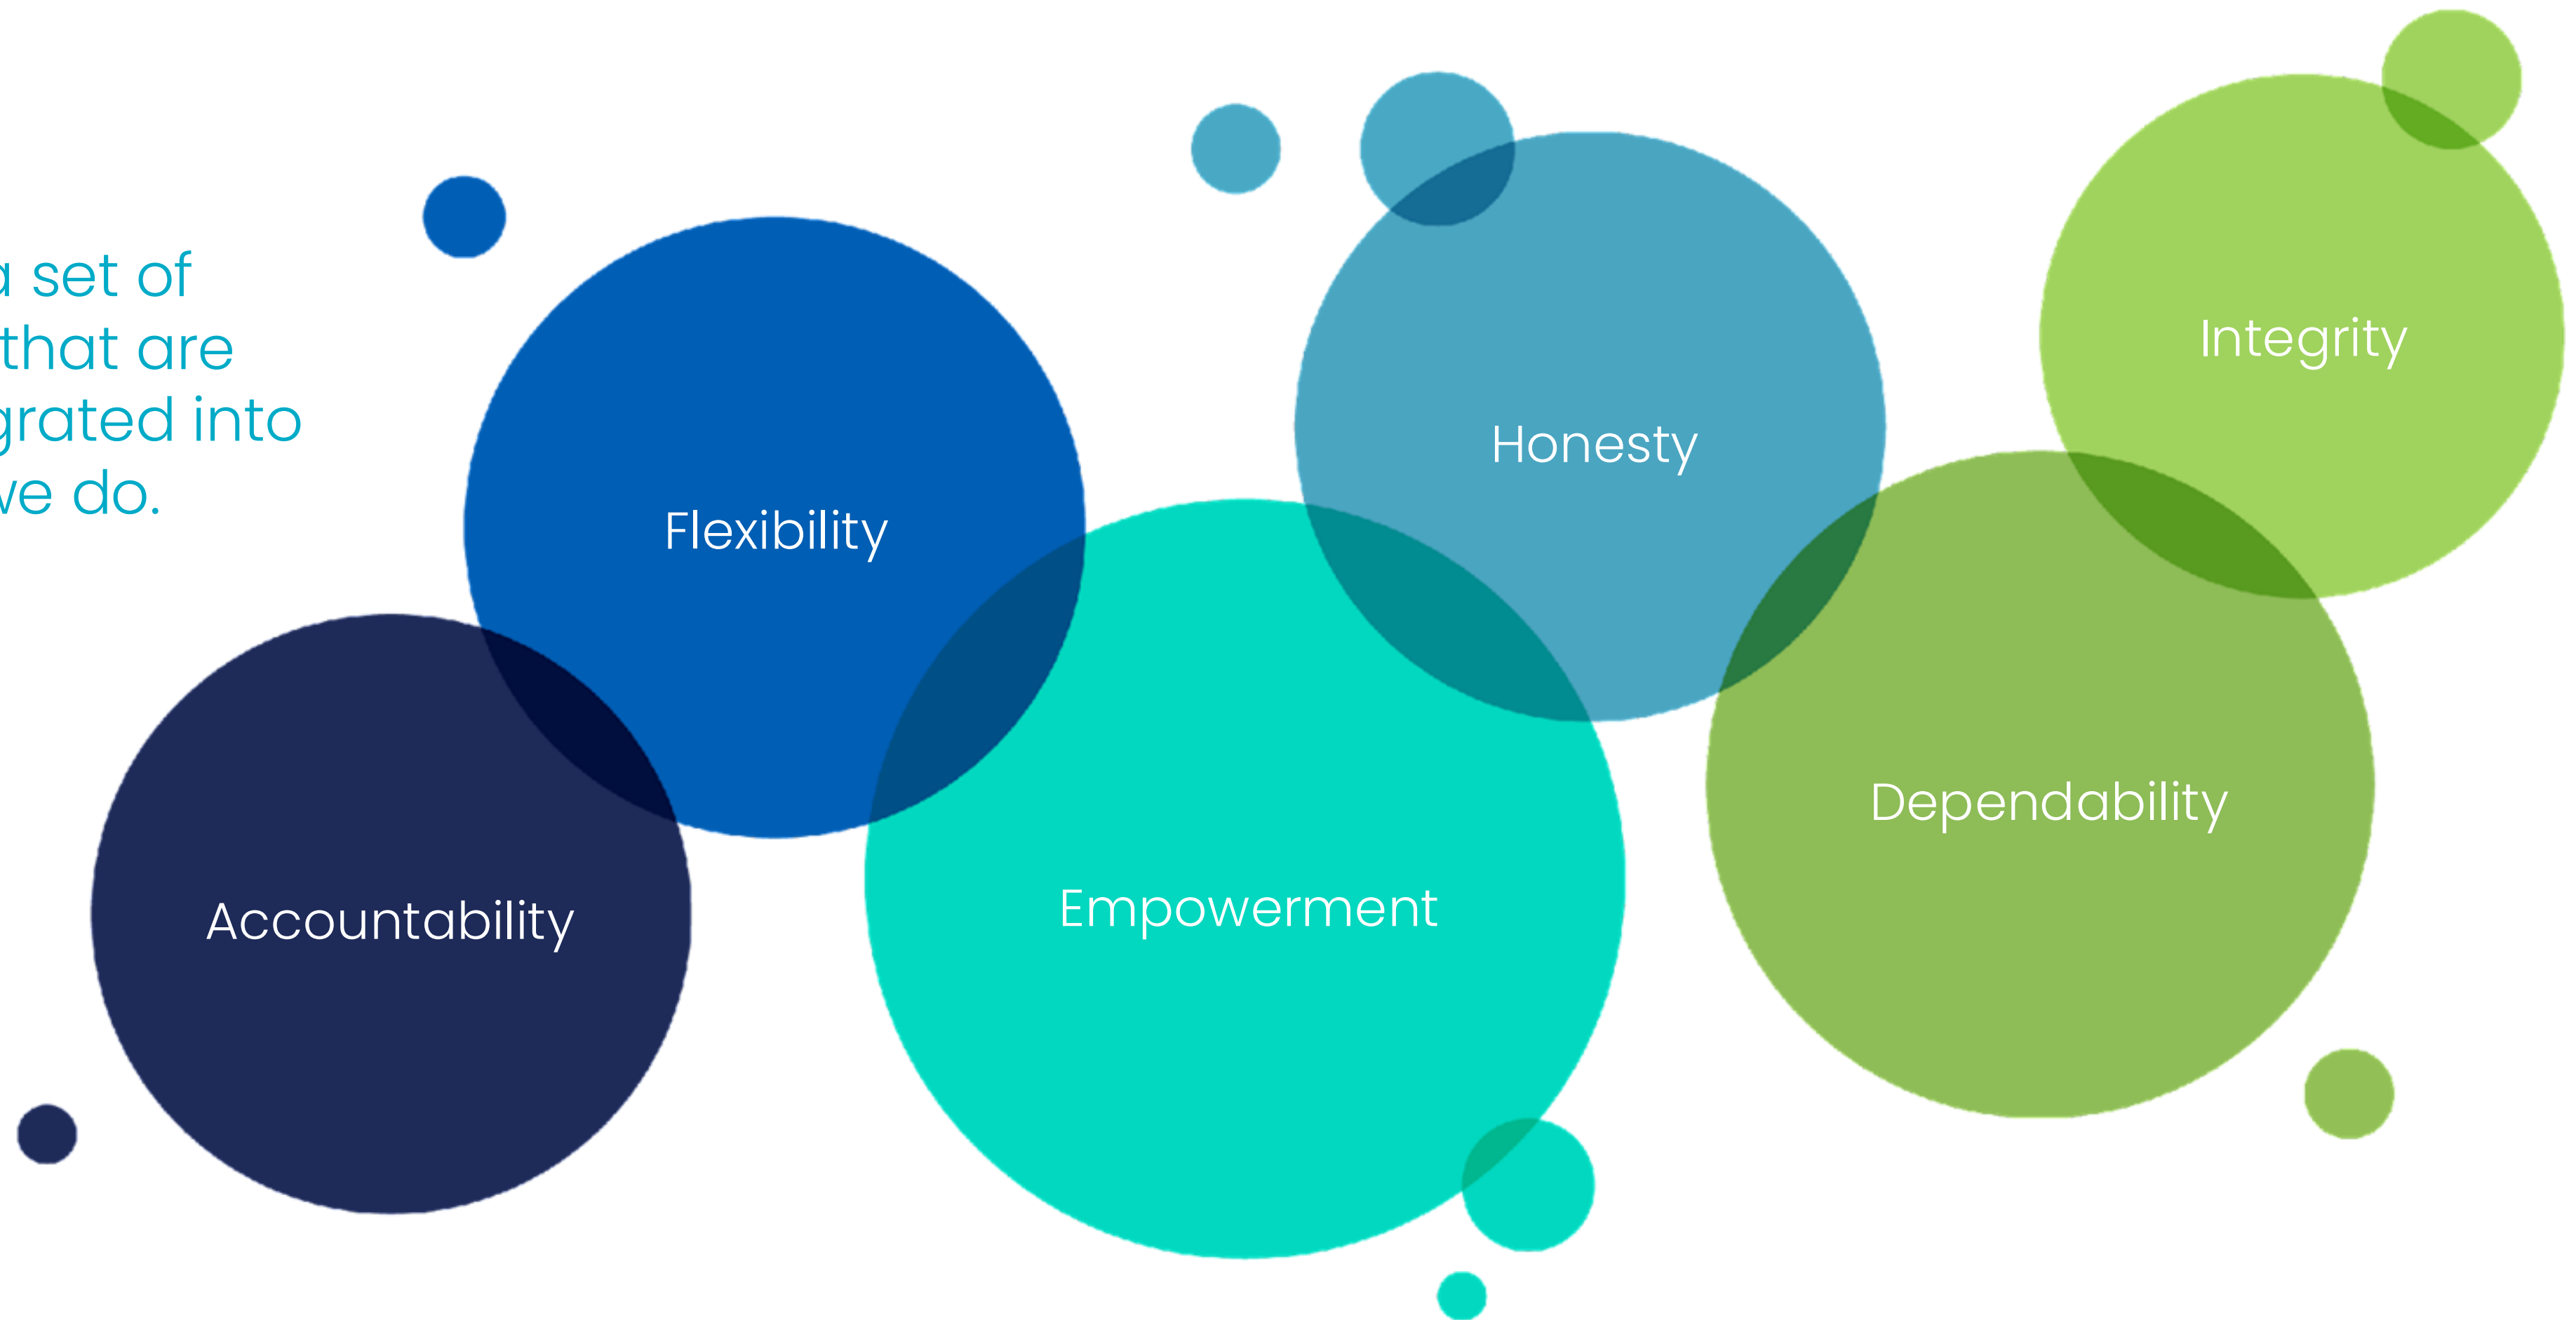 a set of
that are
grated into
we do.
Flexibility
Honesty
Integrity
Accountability
Empowerment
Dependability